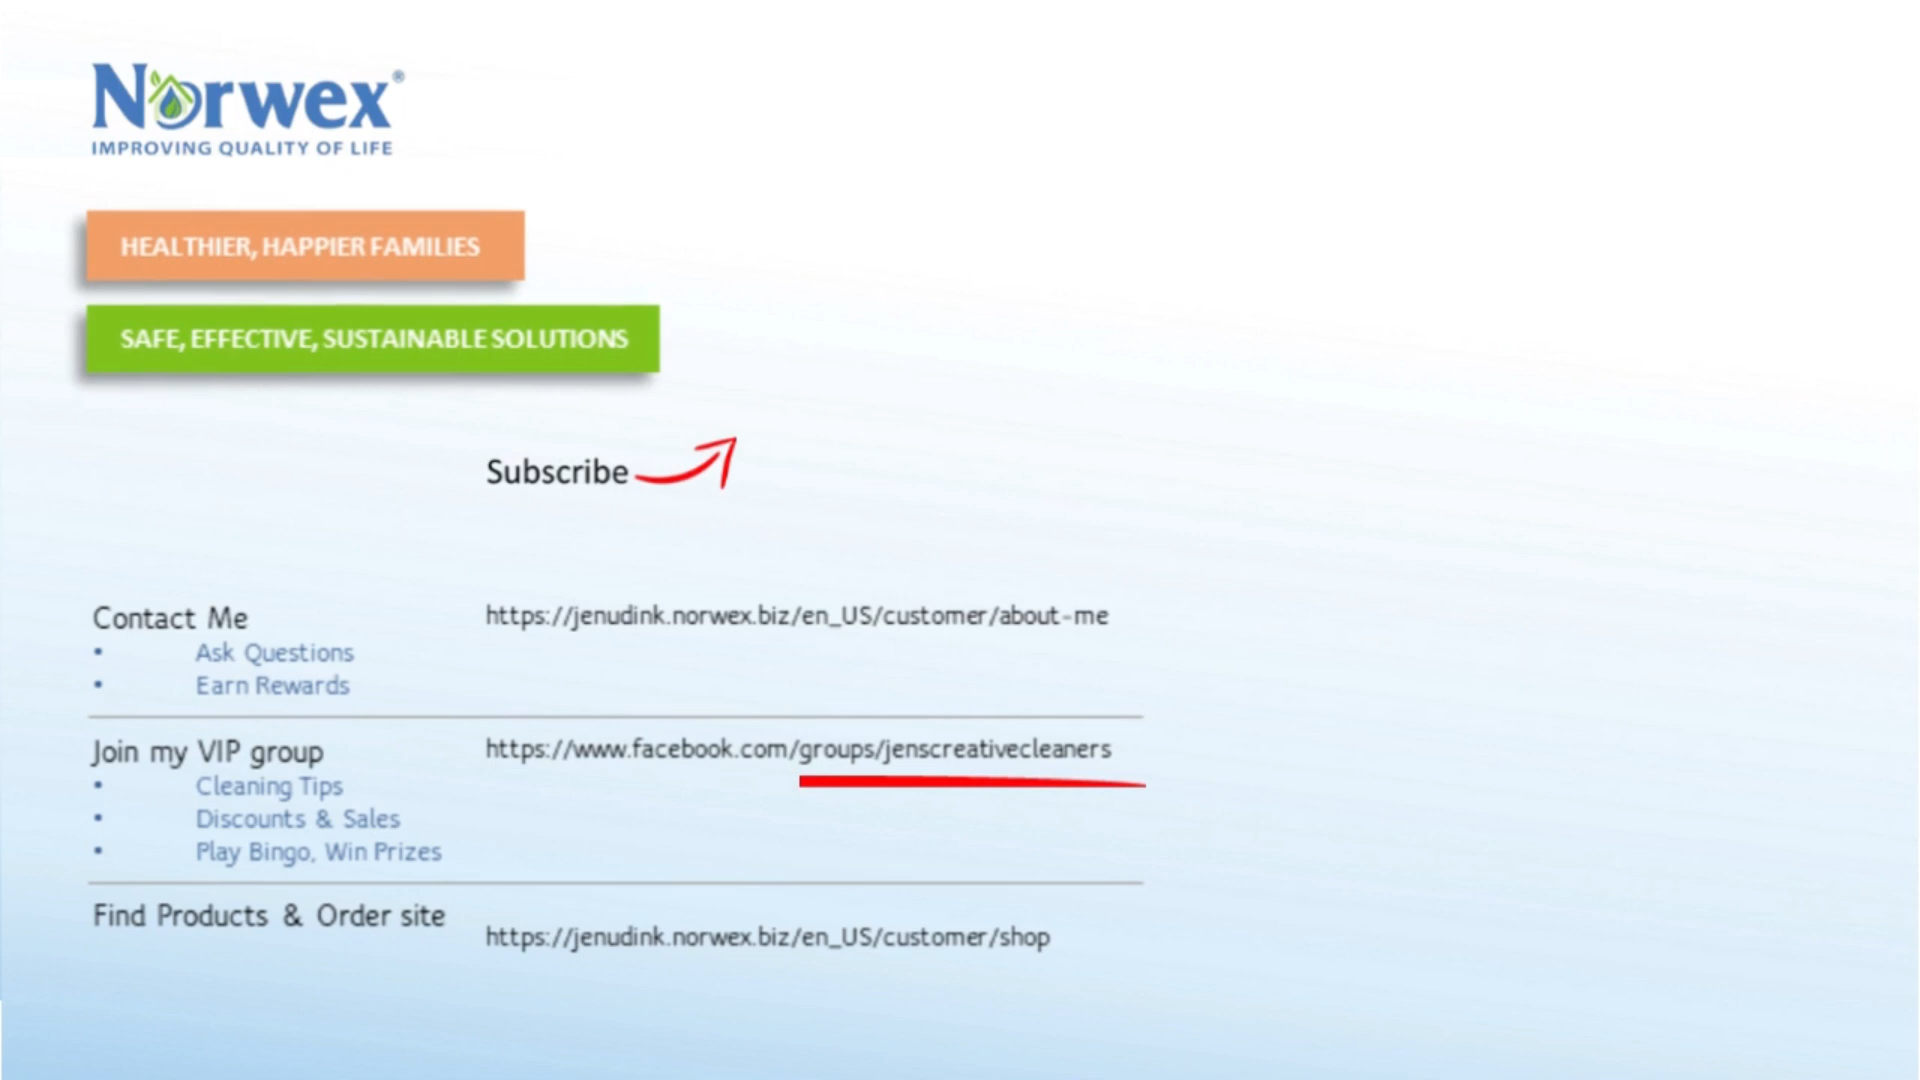 Norwex®
IMPROVING QUALITY OF LIFE
HEALTHIER, HAPPIER FAMILIES
SAFE, EFFECTIVE, SUSTAINABLE SOLUTIONS
Subscribe
Contact Me https://jenudink.norwex.biz/en_US/customer/about-me
• Ask Questions
• Earn Rewards
Join my VIP group https://www.facebook.com/groups/jenscreativecleaners
• Cleaning Tips
• Discounts & Sales
• Play Bingo, Win Prizes
Find Products & Order site
https://jenudink.norwex.biz/en_US/customer/shop